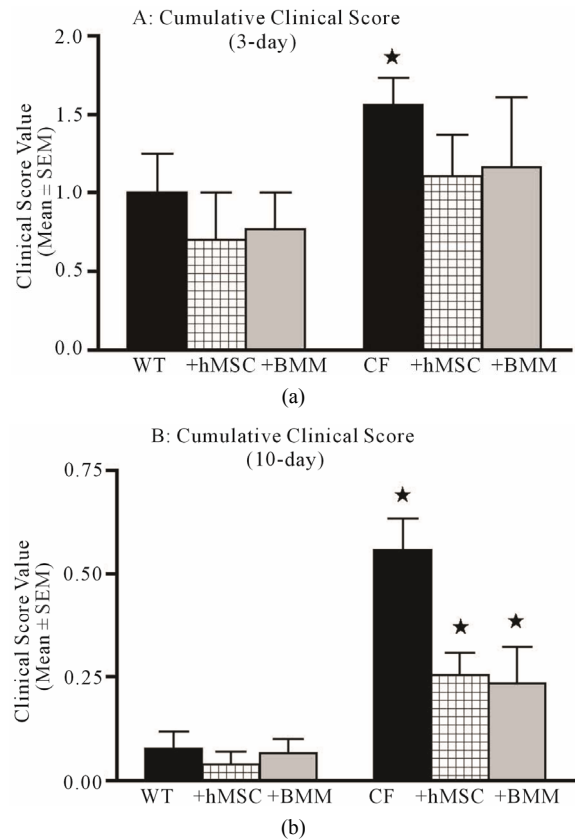 A: Cumulative Clinical Score
(3-day)
Clinical Score Value
(Mean = SEM)
2.0
1.5
1.0
0.5
0.0
★
WT +hMSC +BMM CF +hMSC +BMM
(a)
B: Cumulative Clinical Score
(10-day)
Clinical Score Value
(Mean ± SEM)
0.75
0.50
0.25
0.00
★
★
★
WT +hMSC +BMM CF +hMSC +BMM
(b)